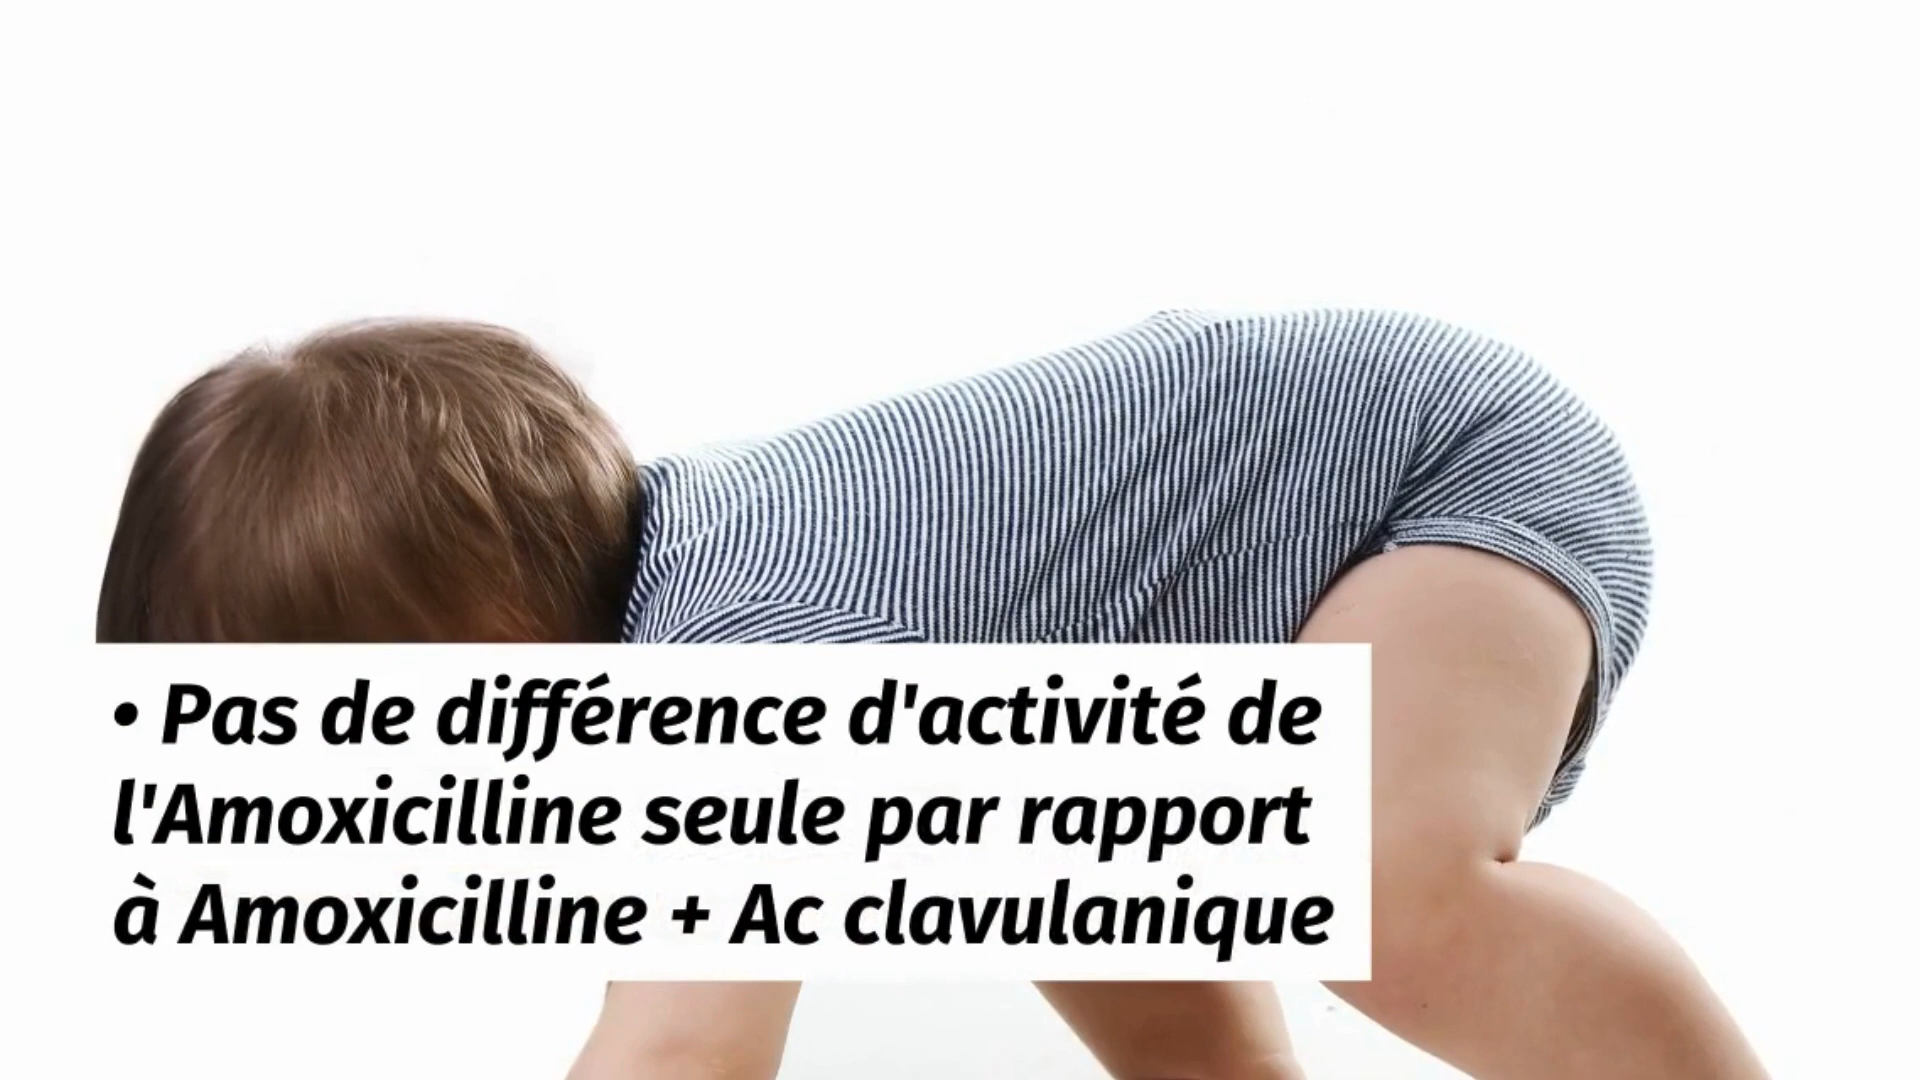 • Pas de différence d'activité de
l'Amoxicilline seule par rapport
à Amoxicilline + Ac clavulanique